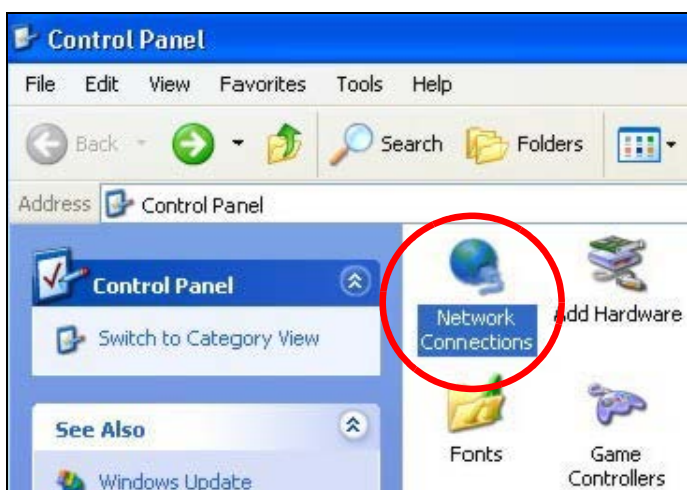 Control Panel
File Edit View Favorites Tools Help
Back Search Folders
Address Control Panel
Control Panel
Switch to Category View
See Also
Windows Update
Network
Connections
Add Hardware
Fonts
Game
Controllers